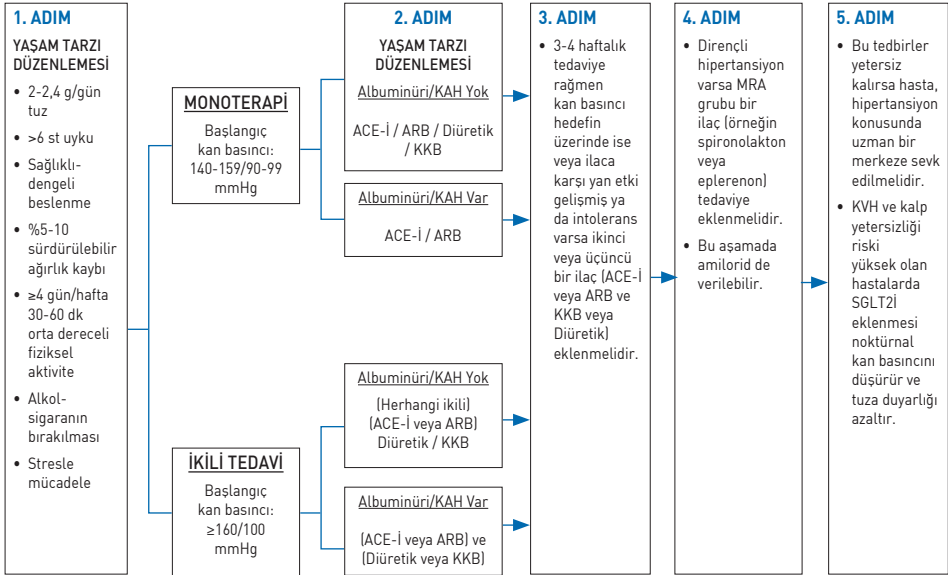 1. ADIM
YAŞAM TARZI
DÜZENLEMESİ
• 2-2,4 g/gün
tuz
• >6 st uyku
• Sağlıklı-
dengeli
beslenme
• %5-10
sürdürülebilir
ağırlık kaybı
• ≥4 gün/hafta
30-60 dk
orta dereceli
fiziksel
aktivite
• Alkol-
sigaranın
bırakılması
• Stresle
mücadele
MONOTERAPİ
Başlangıç
kan basıncı:
140-159/90-99
mmHg
İKİLİ TEDAVİ
Başlangıç
kan basıncı:
≥160/100
mmHg
2. ADIM
YAŞAM TARZI
DÜZENLEMESİ
Albuminüri/KAH Yok
ACE-İ / ARB / Diüretik
/ KKB
Albuminüri/KAH Var
ACE-İ / ARB
Albuminüri/KAH Yok
(Herhangi ikili)
(ACE-İ veya ARB)
Diüretik / KKB
Albuminüri/KAH Var
(ACE-İ veya ARB) ve
(Diüretik veya KKB)
3. ADIM
• 3-4 haftalık
tedaviye
rağmen
kan basıncı
hedefin
üzerinde ise
veya ilaca
karşı yan etki
gelişmiş ya
da intolerans
varsa ikinci
veya üçüncü
bir ilaç (ACE-İ
veya ARB ve
KKB veya
Diüretik)
eklenmelidir.
4. ADIM
• Dirençli
hipertansiyon
varsa MRA
grubu bir
ilaç (örneğin
spironolakton
veya
eplerenon)
tedaviye
eklenmelidir.
• Bu aşamada
amilorid de
verilebilir.
5. ADIM
• Bu tedbirler
yetersiz
kalırsa hasta,
hipertansiyon
konusunda
uzman bir
merkeze sevk
edilmelidir.
• KVH ve kalp
yetersizliği
riski
yüksek olan
hastalarda
SGLT2İ
eklenmesi
noktürnal
kan basıncını
düşürür ve
tuza duyarlığı
azaltır.